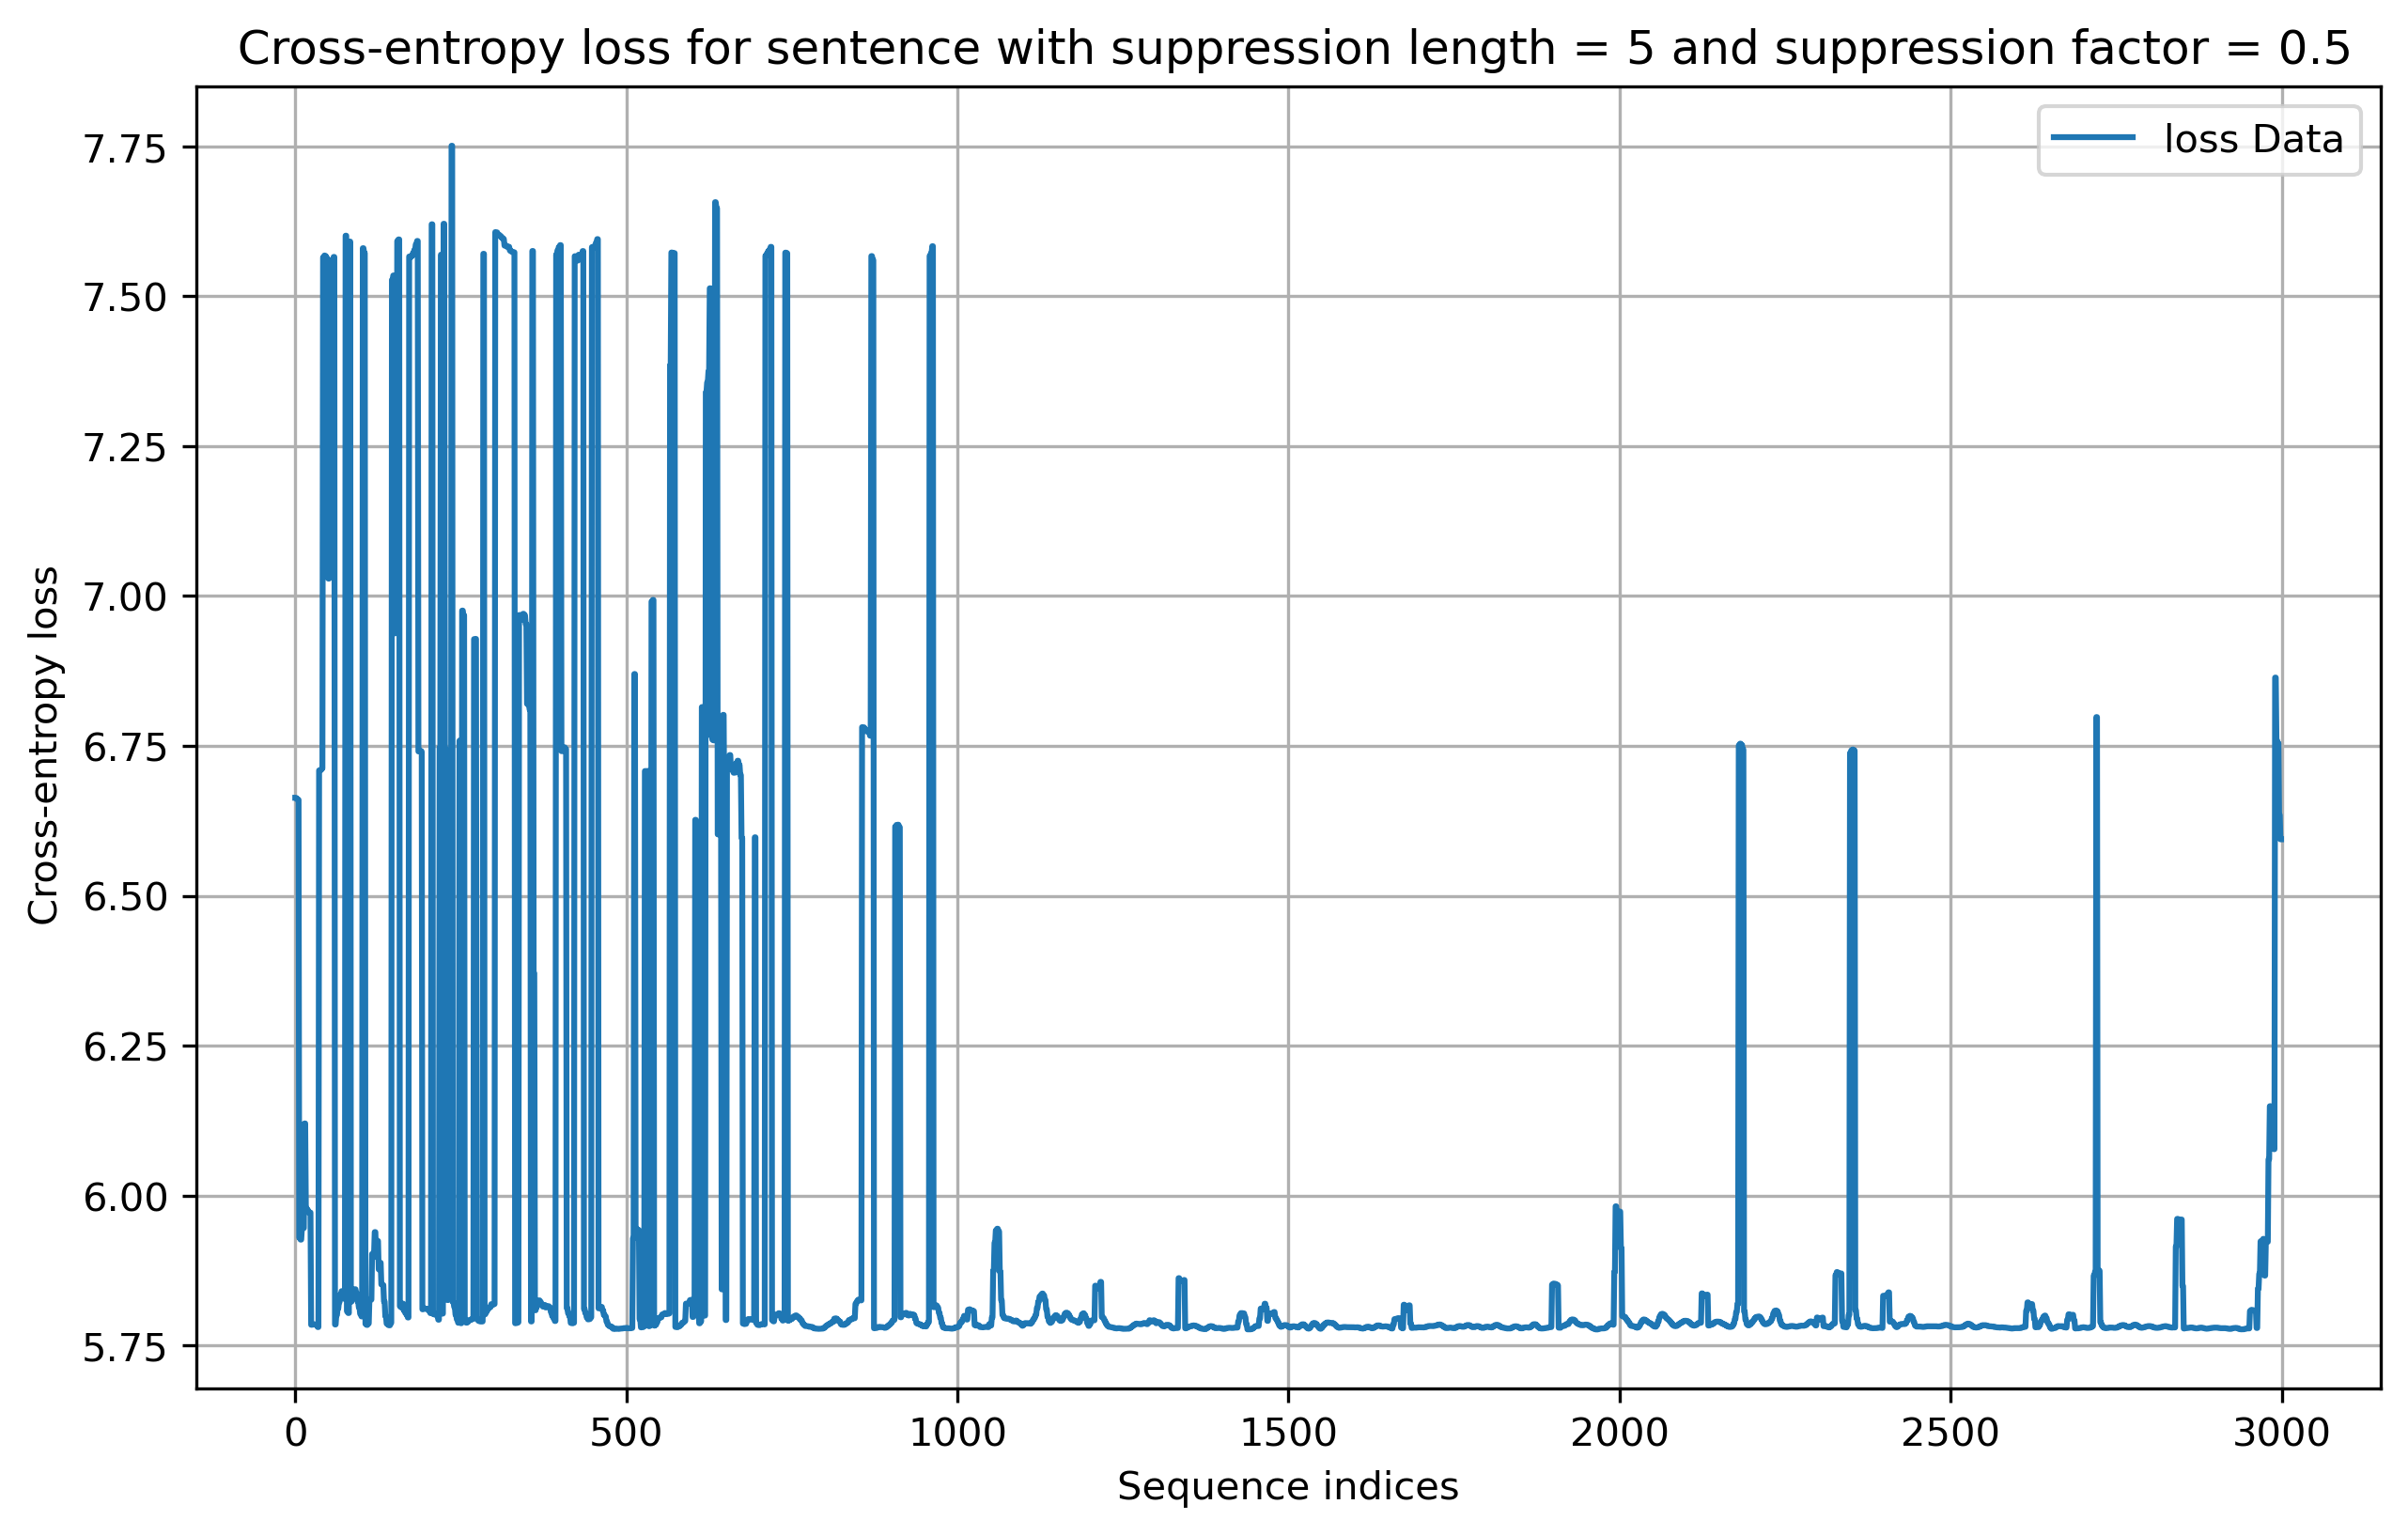 Cross-entropy loss for sentence with suppression length = 5 and suppression factor = 0.5
loss Data
7.75
7.50
7.25
7.00
6.75
6.50
6.25
6.00
5.75
Cross-entropy loss
0 500 1000 1500 2000 2500 3000
Sequence indices